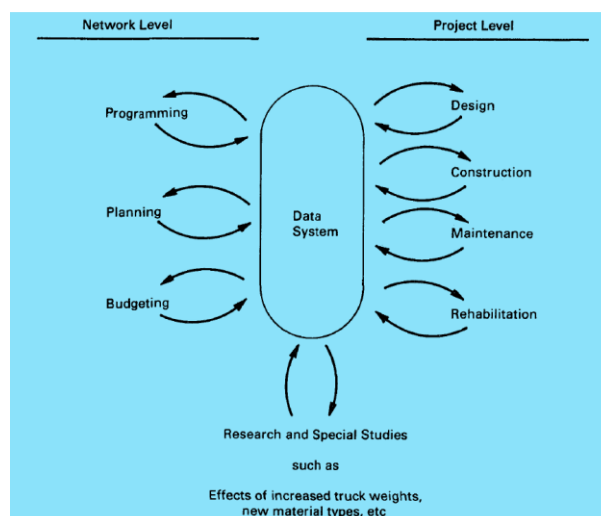 Network Level
Project Level
Programming
Design
Construction
Planning
Data
System
Maintenance
Budgeting
Rehabilitation
Research and Special Studies
such as
Effects of increased truck weights,
new material types, etc